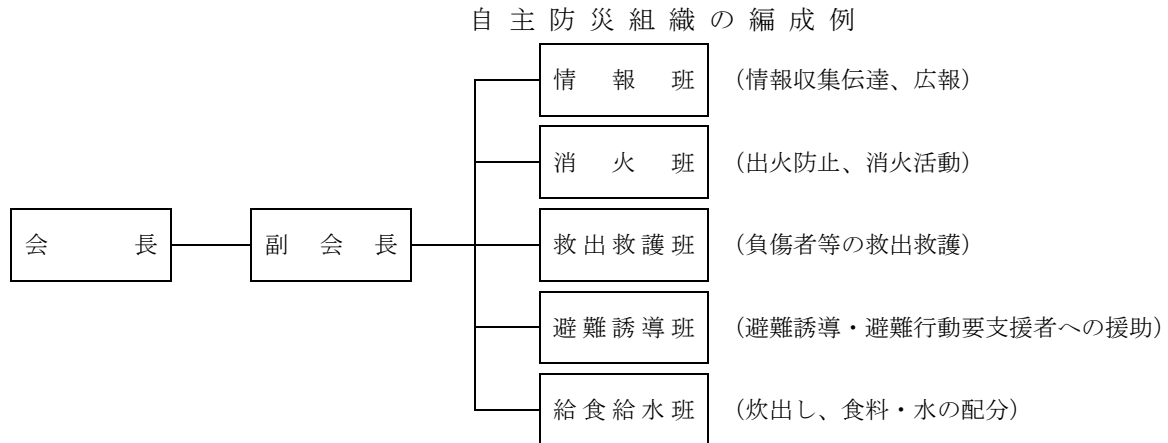 自主防災組織の編成例
情報班 （情報収集伝達、広報）
消火班 （出火防止、消火活動）
会長 副会長 救出救護班 （負傷者等の救出救護）
避難誘導班 （避難誘導・避難行動要支援者への援助）
給食給水班 （炊出し、食料・水の配分）